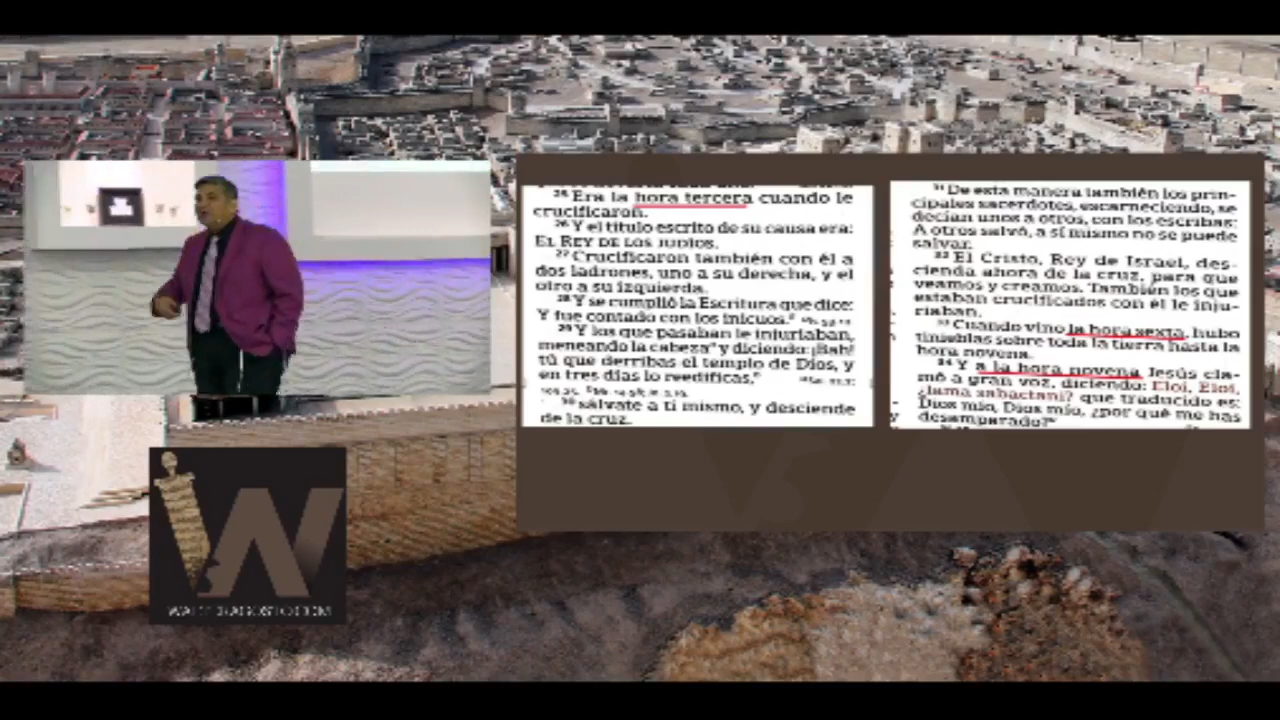 25 Era la hora tercera cuando le
crucificaron.
26 Y el título escrito de su causa era:
EL REY DE LOS JUDÍOS.
27 Crucificaron también con él a
dos ladrones, uno a su derecha, y el
otro a su izquierda.
28 Y se cumplió la Escritura que dice:
Y fue contado con los inicuos.
29 Y los que pasaban le injuriaban,
meneando la cabeza y diciendo: ¡Bah!
tú que derribas el templo de Dios, y
en tres días lo reedificas,
30 sálvate a ti mismo, y desciende
de la cruz.
31 De esta manera también los prin-
cipales sacerdotes, escarneciendo, se
decían unos a otros, con los escribas:
A otros salvó, a sí mismo no se puede
salvar.
32 El Cristo, Rey de Israel, des-
cienda ahora de la cruz, para que
veamos y creamos. También los que
estaban crucificados con él le inju-
riaban.
33 Cuando vino la hora sexta, hubo
tinieblas sobre toda la tierra hasta la
hora novena.
34 Y a la hora novena Jesús cla-
mó a gran voz, diciendo: Eloi, Eloi,
¿lama sabactani? que traducido es:
Dios mío, Dios mío, ¿por qué me has
desamparado?
W